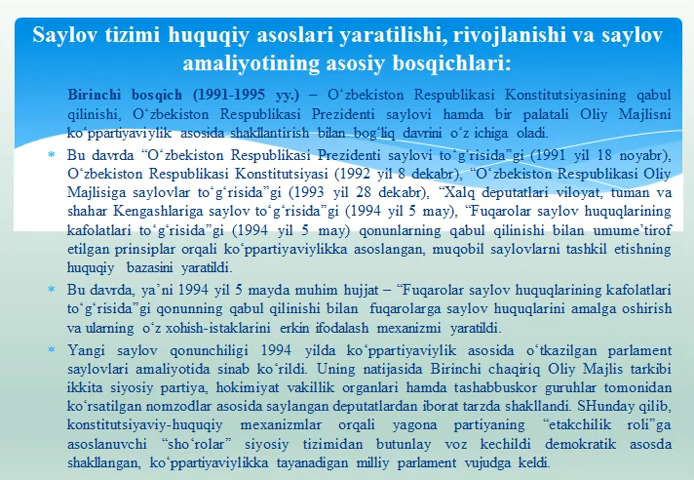 Saylov tizimi huquqiy asoslari yaratilishi, rivojlanishi va saylov
amaliyotining asosiy bosqichlari:
Birinchi bosqich (1991-1995 yy.) – O‘zbekiston Respublikasi Konstitutsiyasining qabul
qilinishi, O‘zbekiston Respublikasi Prezidenti saylovi hamda bir palatali Oliy Majlisni
ko‘ppartiyaviylik asosida shakllantirish bilan bog‘liq davrini o‘z ichiga oladi.
* Bu davrda “O‘zbekiston Respublikasi Prezidenti saylovi to‘g‘risida”gi (1991 yil 18 noyabr),
O‘zbekiston Respublikasi Konstitutsiyasi (1992 yil 8 dekabr), “O‘zbekiston Respublikasi Oliy
Majlisiga saylovlar to‘g‘risida”gi (1993 yil 28 dekabr), “Xalq deputatlari viloyat, tuman va
shahar Kengashlariga saylov to‘g‘risida”gi (1994 yil 5 may), “Fuqarolar saylov huquqlarining
kafolatlari to‘g‘risida”gi (1994 yil 5 may) qonunlarning qabul qilinishi bilan umume’tirof
etilgan prinsiplar orqali ko‘ppartiyaviylikka asoslangan, muqobil saylovlarni tashkil etishning
huquqiy bazasini yaratildi.
* Bu davrda, ya’ni 1994 yil 5 mayda muhim hujjat – “Fuqarolar saylov huquqlarining kafolatlari
to‘g‘risida”gi qonunning qabul qilinishi bilan fuqarolarga saylov huquqlarini amalga oshirish
va ularning o‘z xohish-istaklarini erkin ifodalash mexanizmi yaratildi.
* Yangi saylov qonunchiligi 1994 yilda ko‘ppartiyaviylik asosida o‘tkazilgan parlament
saylovlari amaliyotida sinab ko‘rildi. Uning natijasida Birinchi chaqiriq Oliy Majlis tarkibi
ikkita siyosiy partiya, hokimiyat vakillik organlari hamda tashabbuskor guruhlar tomonidan
ko‘rsatilgan nomzodlar asosida saylangan deputatlardan iborat tarzda shakllandi. SHunday qilib,
konstitutsiyaviy-huquqiy mexanizmlar orqali yagona partiyaning “etakchilik roli”ga
asoslanuvchi “sho‘rolar” siyosiy tizimidan butunlay voz kechildi demokratik asosda
shakllangan, ko‘ppartiyaviylikka tayanadigan milliy parlament vujudga keldi.